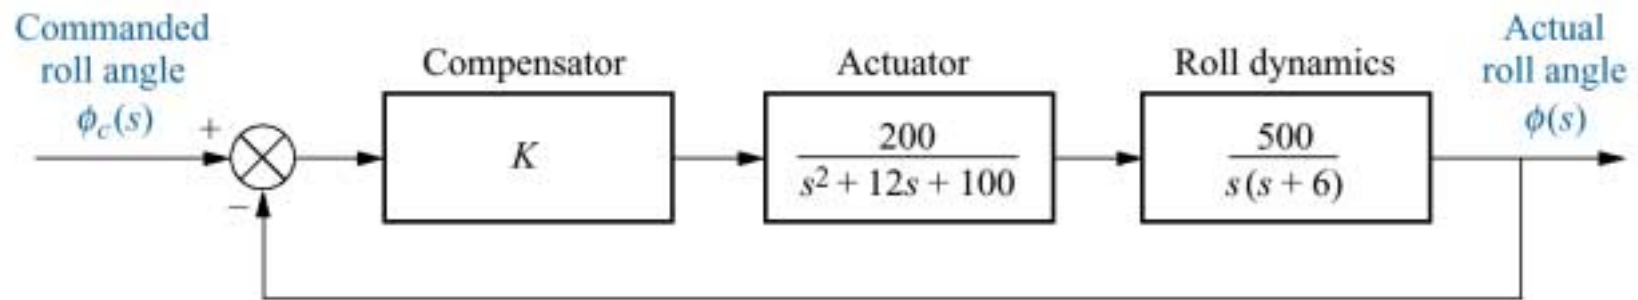 Commanded
roll angle
ϕc(s)
+
−
Compensator
K
Actuator
200
s² + 12s + 100
Roll dynamics
500
s(s + 6)
Actual
roll angle
ϕ(s)